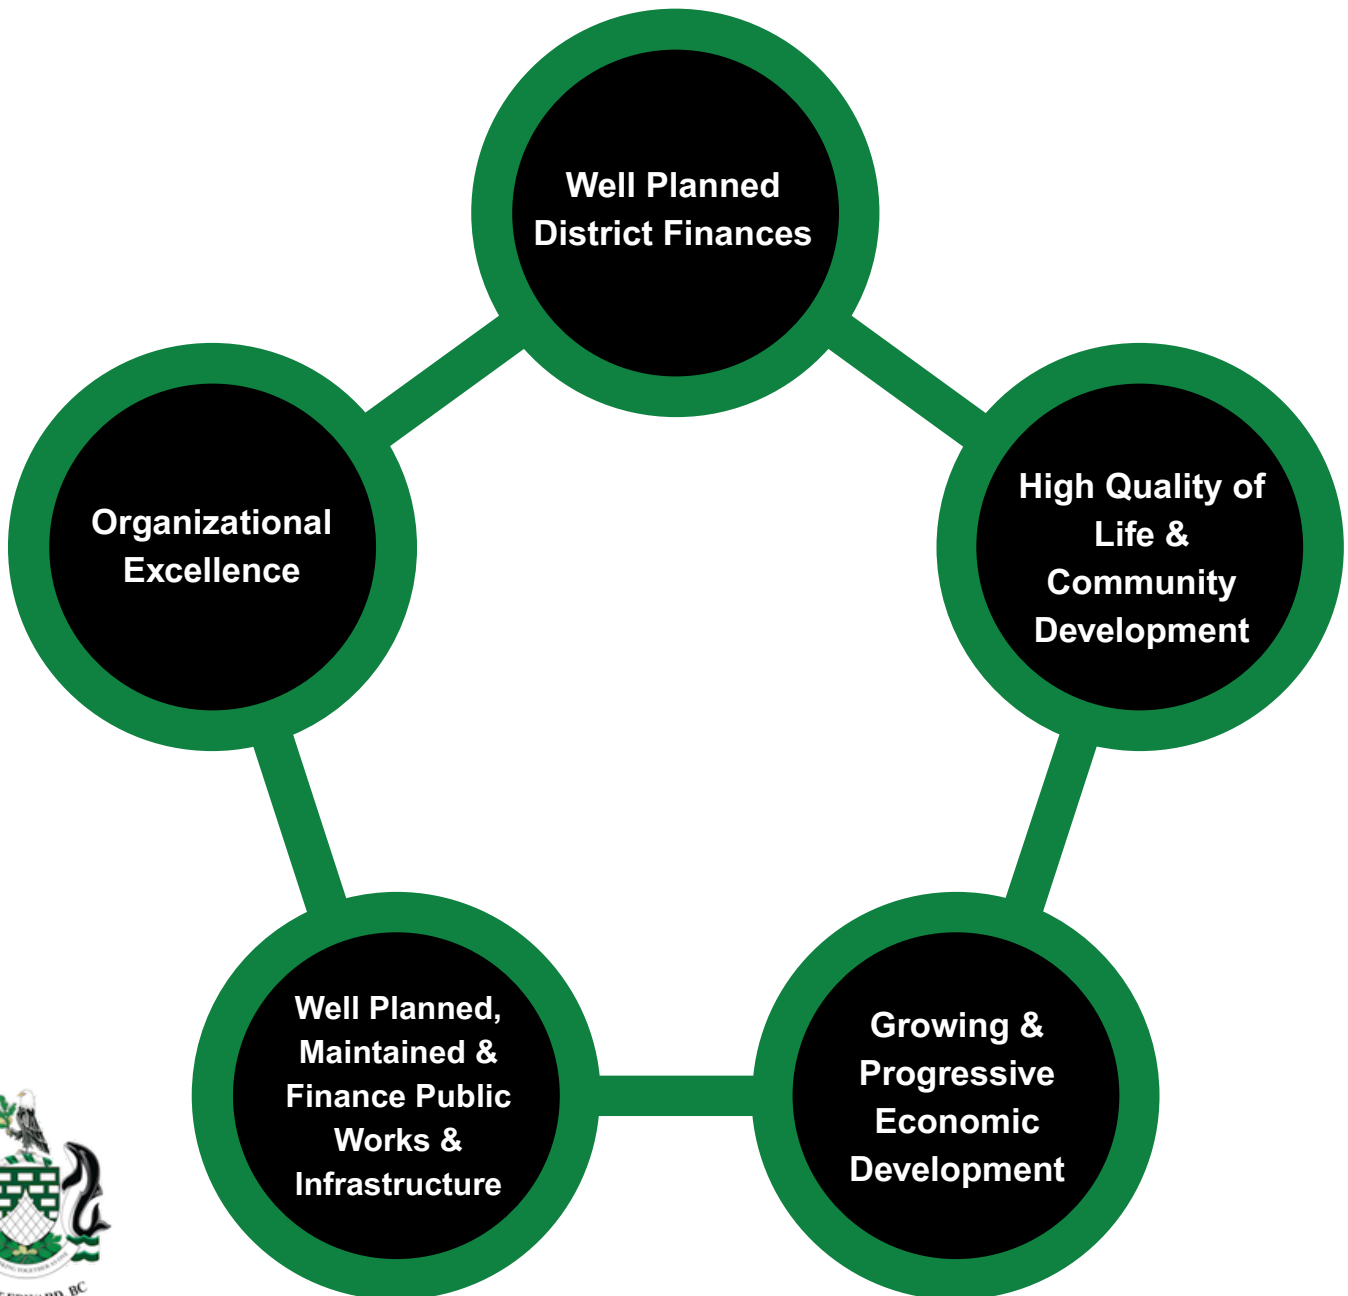 Well Planned
District Finances
Organizational
Excellence
High Quality of
Life &
Community
Development
Well Planned,
Maintained &
Finance Public
Works &
Infrastructure
Growing &
Progressive
Economic
Development
BC